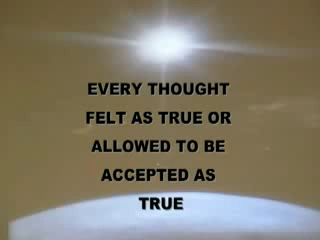 EVERY THOUGHT
FELT AS TRUE OR
ALLOWED TO BE
ACCEPTED AS
TRUE